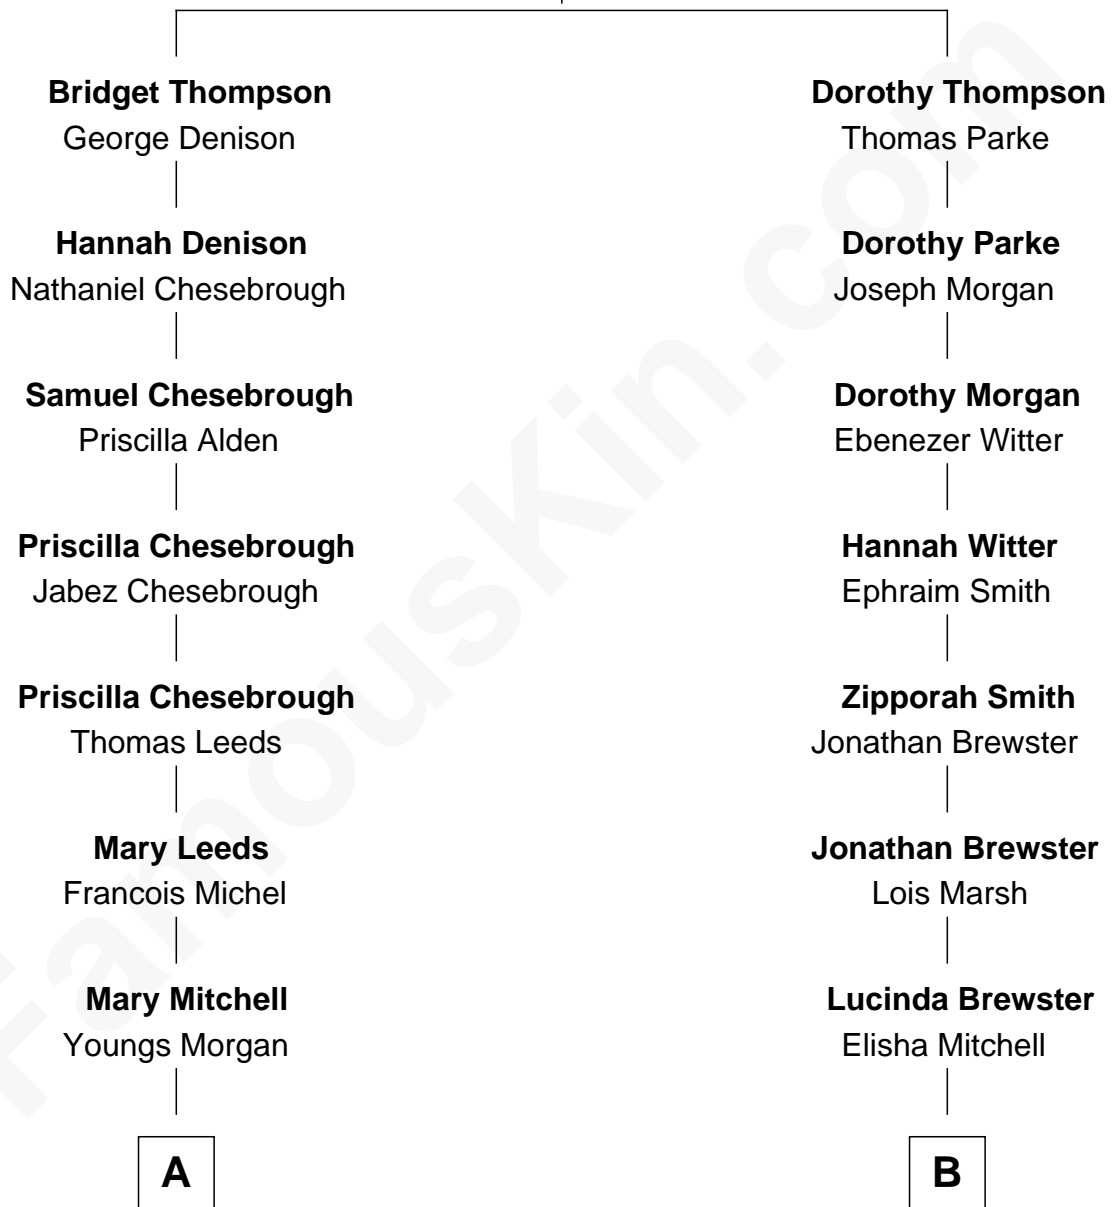 Bridget Thompson
George Denison
Hannah Denison
Nathaniel Chesebrough
Samuel Chesebrough
Priscilla Alden
Priscilla Chesebrough
Jabez Chesebrough
Priscilla Chesebrough
Thomas Leeds
Mary Leeds
Francois Michel
Mary Mitchell
Youngs Morgan
A
Dorothy Thompson
Thomas Parke
Dorothy Parke
Joseph Morgan
Dorothy Morgan
Ebenezer Witter
Hannah Witter
Ephraim Smith
Zipporah Smith
Jonathan Brewster
Jonathan Brewster
Lois Marsh
Lucinda Brewster
Elisha Mitchell
B
FamousKin.com